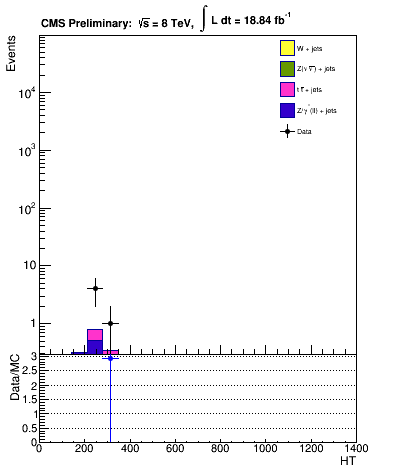 CMS Preliminary: √s = 8 TeV, ∫ L dt = 18.84 fb⁻¹
Events
W + jets
Z(ν ν̅) + jets
t t̅ + jets
Z/γ*(ll) + jets
Data
10⁴
10³
10²
10
1
Data/MC
3
2.5
2
1.5
1
0.5
0
0 200 400 600 800 1000 1200 1400
HT